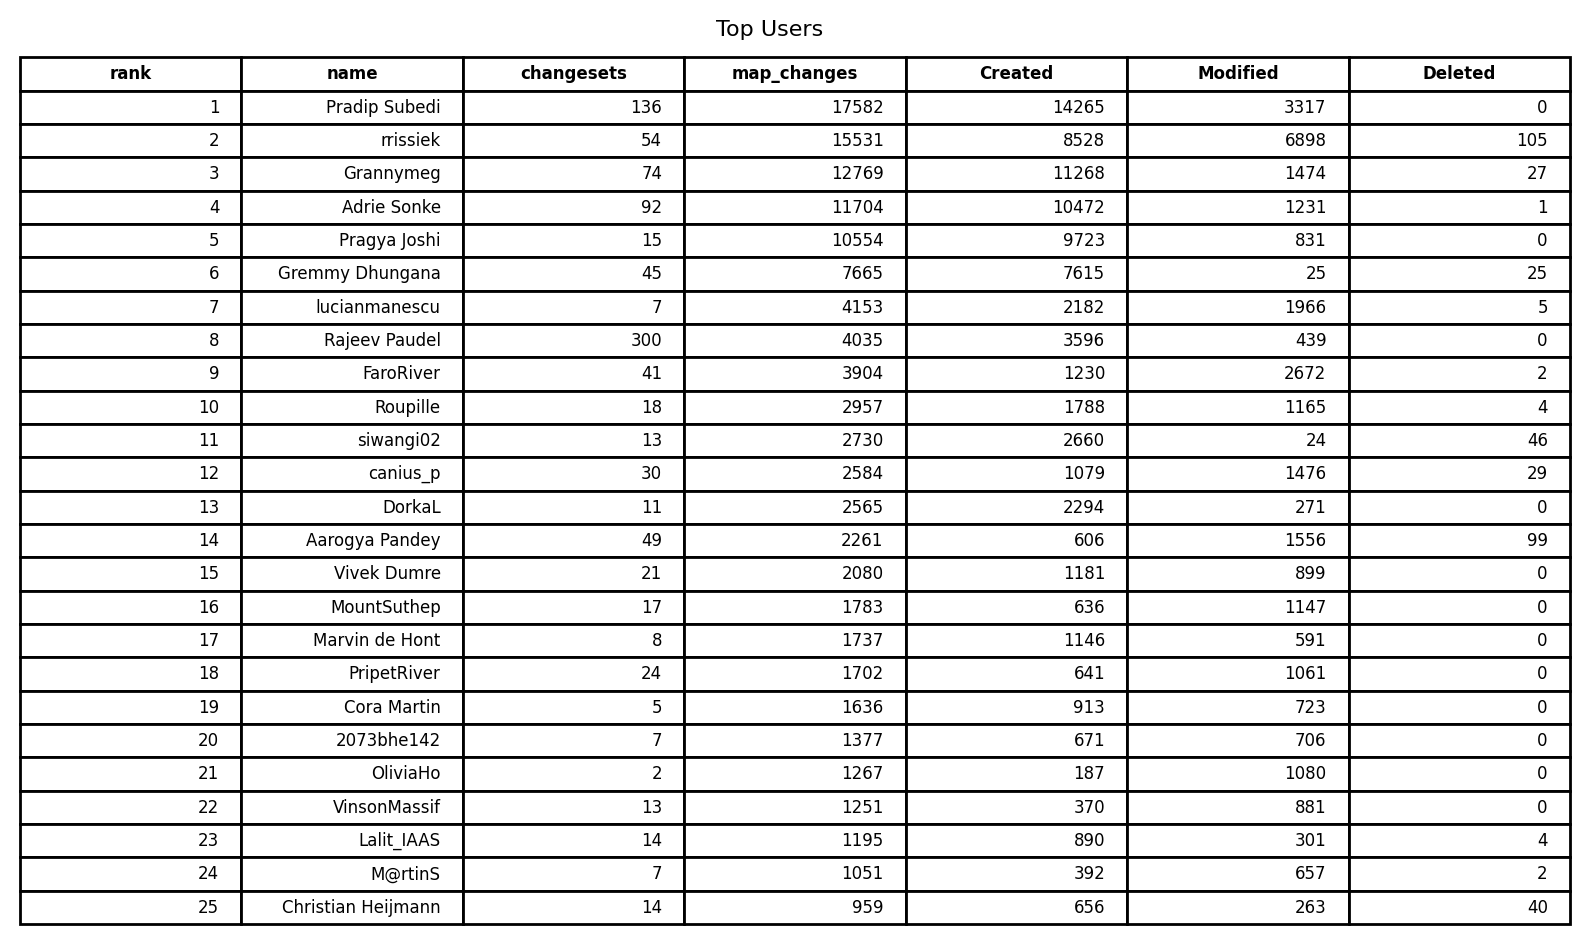 Top Users
rank name changesets map_changes Created Modified Deleted
1 Pradip Subedi 136 17582 14265 3317 0
2 rrissiek 54 15531 8528 6898 105
3 Grannymeg 74 12769 11268 1474 27
4 Adrie Sonke 92 11704 10472 1231 1
5 Pragya Joshi 15 10554 9723 831 0
6 Gremmy Dhungana 45 7665 7615 25 25
7 lucianmanescu 7 4153 2182 1966 5
8 Rajeev Paudel 300 4035 3596 439 0
9 FaroRiver 41 3904 1230 2672 2
10 Roupille 18 2957 1788 1165 4
11 siwangi02 13 2730 2660 24 46
12 canius_p 30 2584 1079 1476 29
13 DorkaL 11 2565 2294 271 0
14 Aarogya Pandey 49 2261 606 1556 99
15 Vivek Dumre 21 2080 1181 899 0
16 MountSuthep 17 1783 636 1147 0
17 Marvin de Hont 8 1737 1146 591 0
18 PripetRiver 24 1702 641 1061 0
19 Cora Martin 5 1636 913 723 0
20 2073bhe142 7 1377 671 706 0
21 OliviaHo 2 1267 187 1080 0
22 VinsonMassif 13 1251 370 881 0
23 Lalit_IAAS 14 1195 890 301 4
24 M@rtinS 7 1051 392 657 2
25 Christian Heijmann 14 959 656 263 40